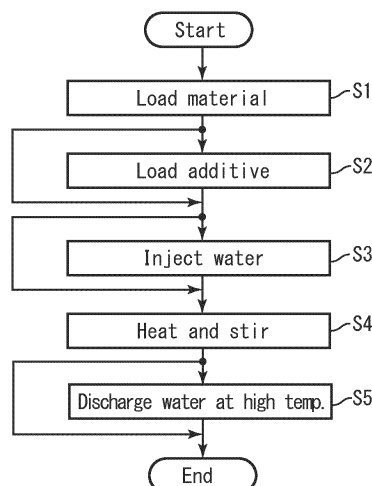 Start
Load material S1
Load additive S2
Inject water S3
Heat and stir S4
Discharge water at high temp. S5
End